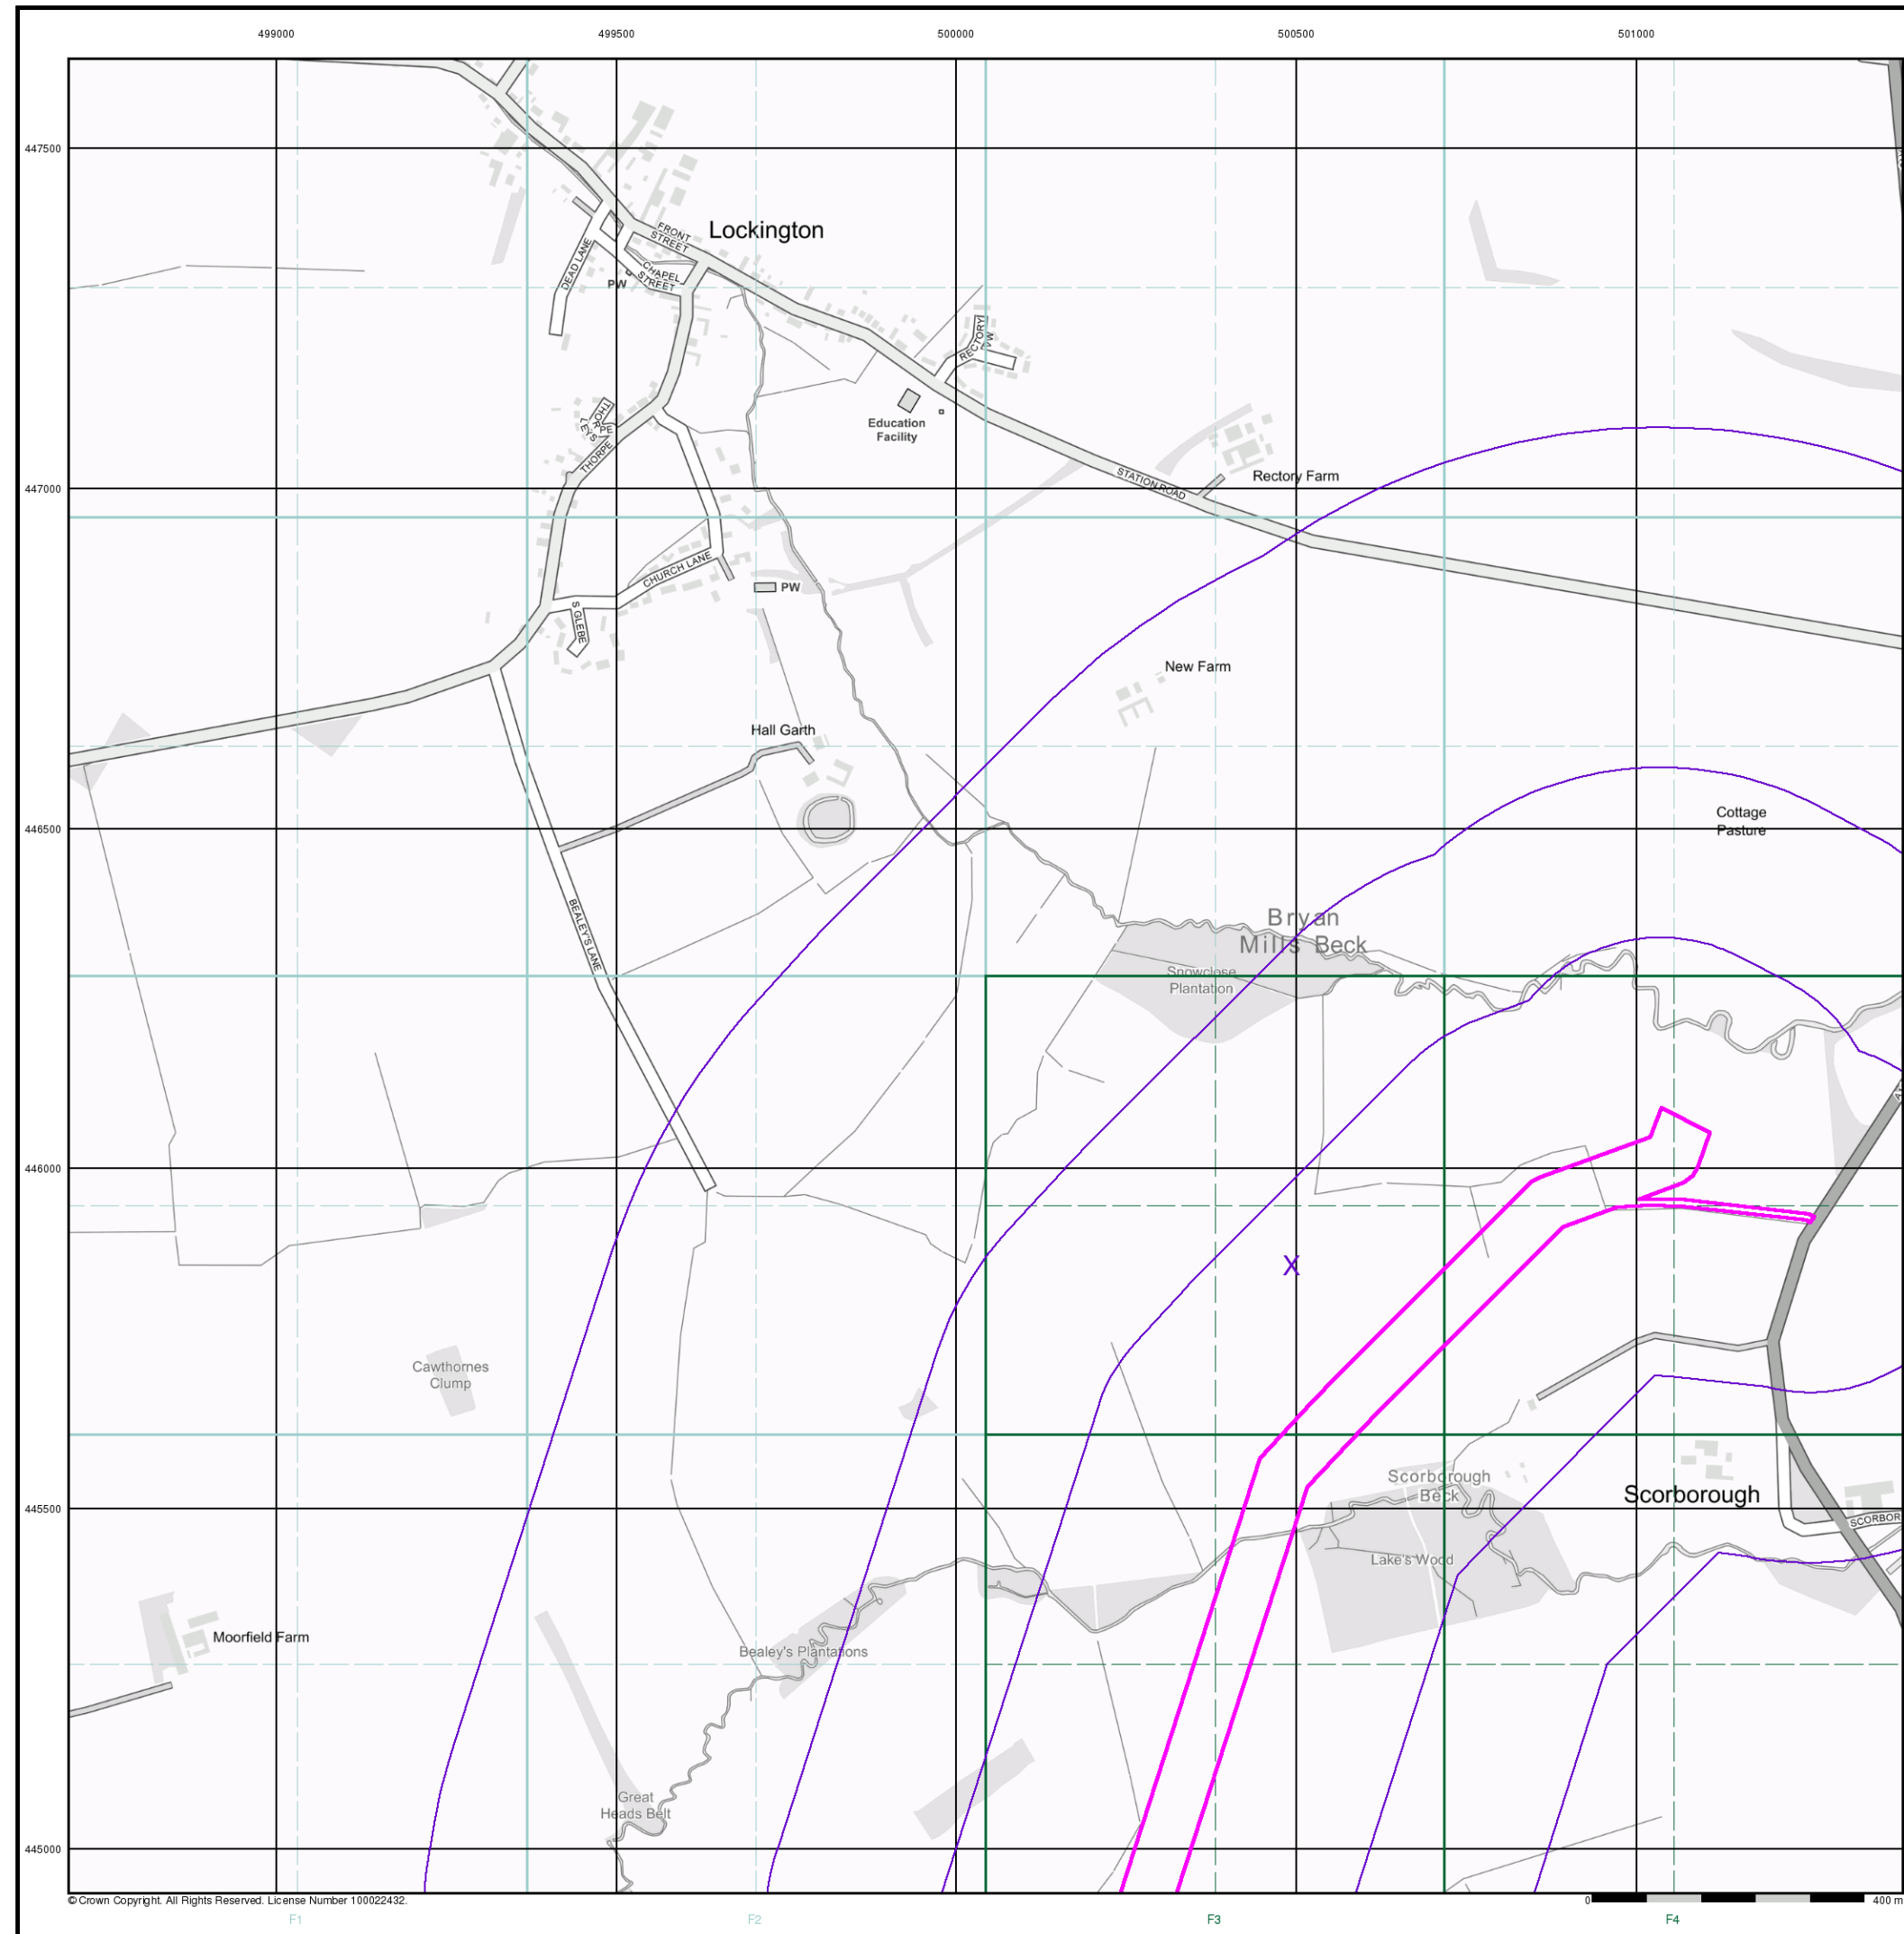 499000
499500
500000
500500
501000
447500
447000
446500
446000
445500
445000
Lockington
FRONT
STREET
CHAPEL
STREET
DEAD LANE
PW
RECTORY
VW
Education
Facility
THORPE
STATION ROAD
Rectory Farm
CHURCH LANE
PW
S GLEBE
New Farm
Hall Garth
Cottage
Pasture
BEALEY'S LANE
Bryan
Mills Beck
Snowclose
Plantation
X
Cawthornes
Clump
Scorborough
Beck
Scorborough
SCORBOR
Lake's Wood
Moorfield Farm
Bealey's Plantations
Great
Heads Belt
© Crown Copyright. All Rights Reserved. License Number 100022432.
0
400 m
F1
F2
F3
F4